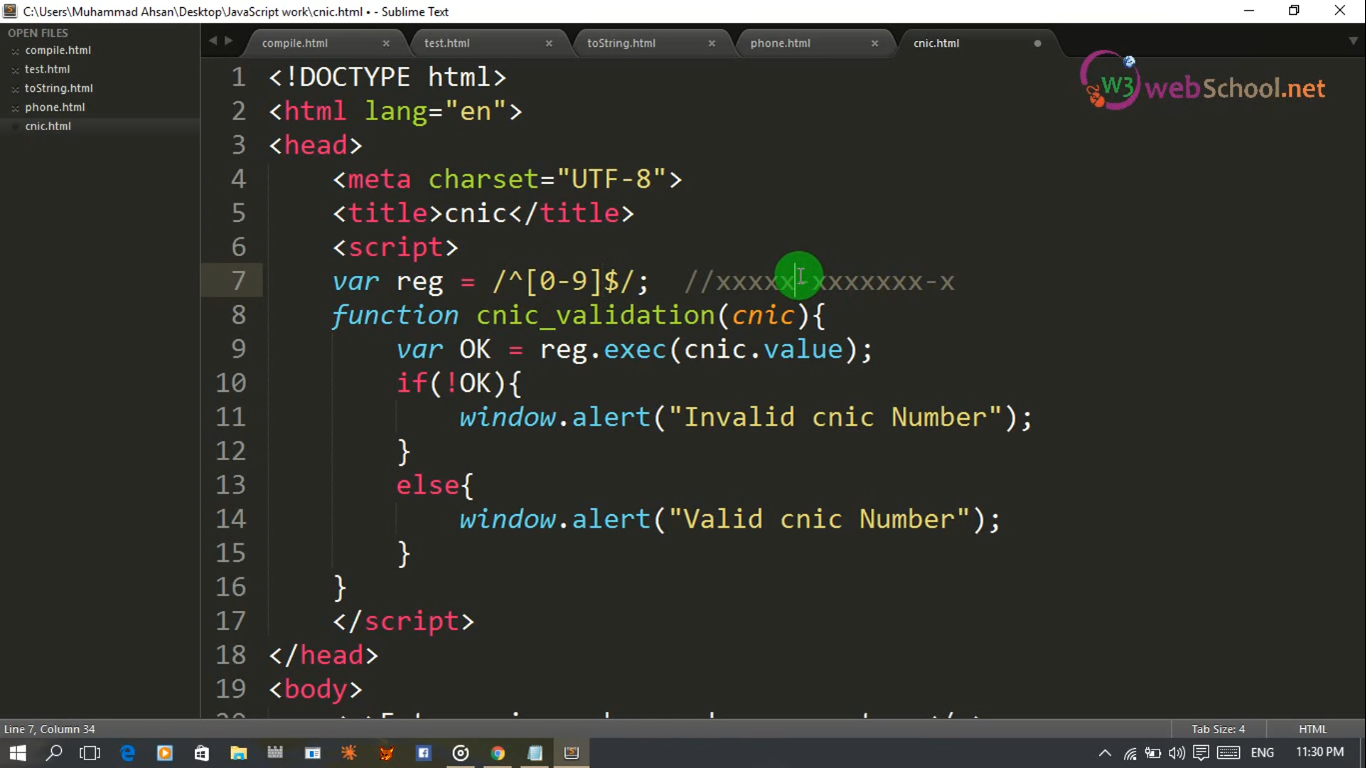 C:\Users\Muhammad Ahsan\Desktop\JavaScript work\cnic.html • - Sublime Text
OPEN FILES
compile.html
test.html
toString.html
phone.html
cnic.html
compile.html test.html toString.html phone.html cnic.html
W3 webSchool.net
1 <!DOCTYPE html>
2 <html lang="en">
3 <head>
4 <meta charset="UTF-8">
5 <title>cnic</title>
6 <script>
7 var reg = /^[0-9]$/; //xxxxx-xxxxxxx-x
8 function cnic_validation(cnic){
9 var OK = reg.exec(cnic.value);
10 if(!OK){
11 window.alert("Invalid cnic Number");
12 }
13 else{
14 window.alert("Valid cnic Number");
15 }
16 }
17 </script>
18 </head>
19 <body>
Line 7, Column 34
Tab Size: 4 HTML
ENG 11:30 PM